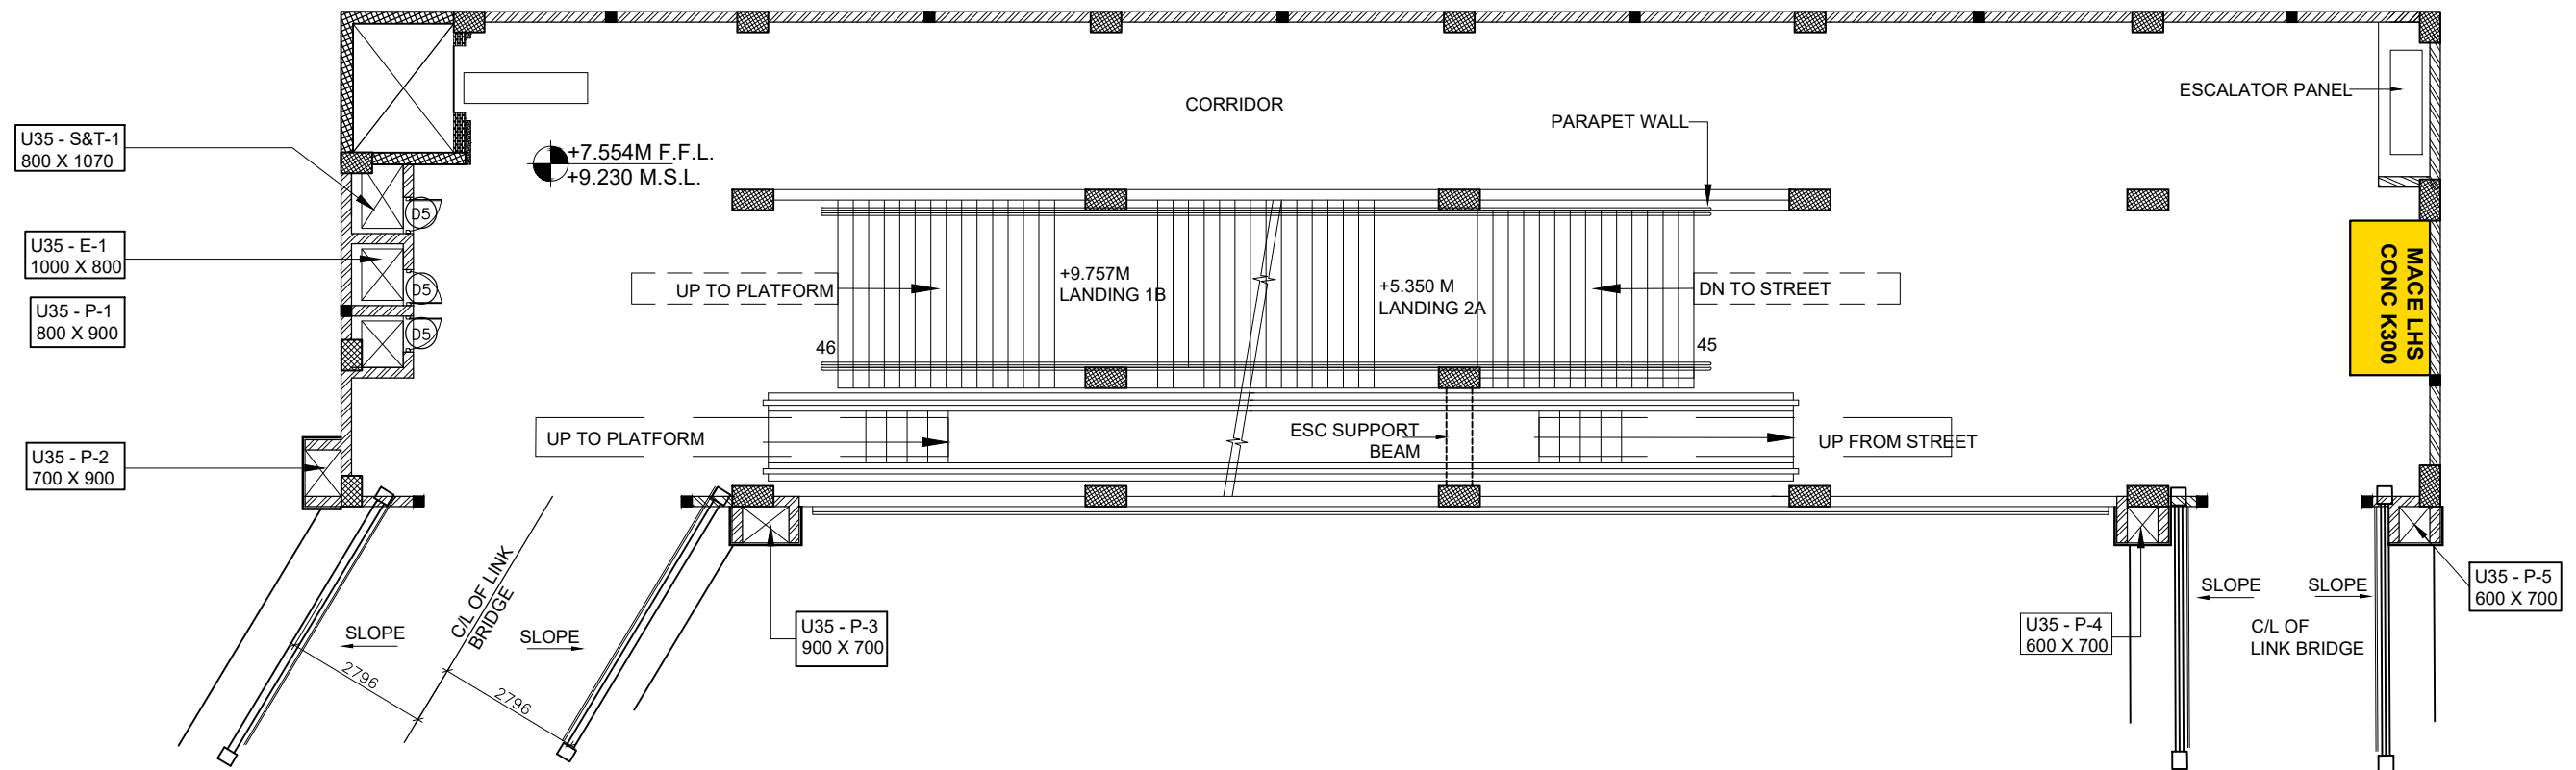 CORRIDOR
ESCALATOR PANEL
PARAPET WALL
U35 - S&T-1
800 X 1070
+7.554M F.F.L.
+9.230 M.S.L.
D5
U35 - E-1
1000 X 800
D5
U35 - P-1
800 X 900
D5
UP TO PLATFORM
+9.757M
LANDING 1B
+5.350 M
LANDING 2A
DN TO STREET
MACE LHS
CONC K300
46
45
UP TO PLATFORM
ESC SUPPORT
BEAM
UP FROM STREET
U35 - P-2
700 X 900
C/L OF LINK
BRIDGE
SLOPE
SLOPE
2796
2796
U35 - P-3
900 X 700
U35 - P-4
600 X 700
SLOPE
SLOPE
C/L OF
LINK BRIDGE
U35 - P-5
600 X 700